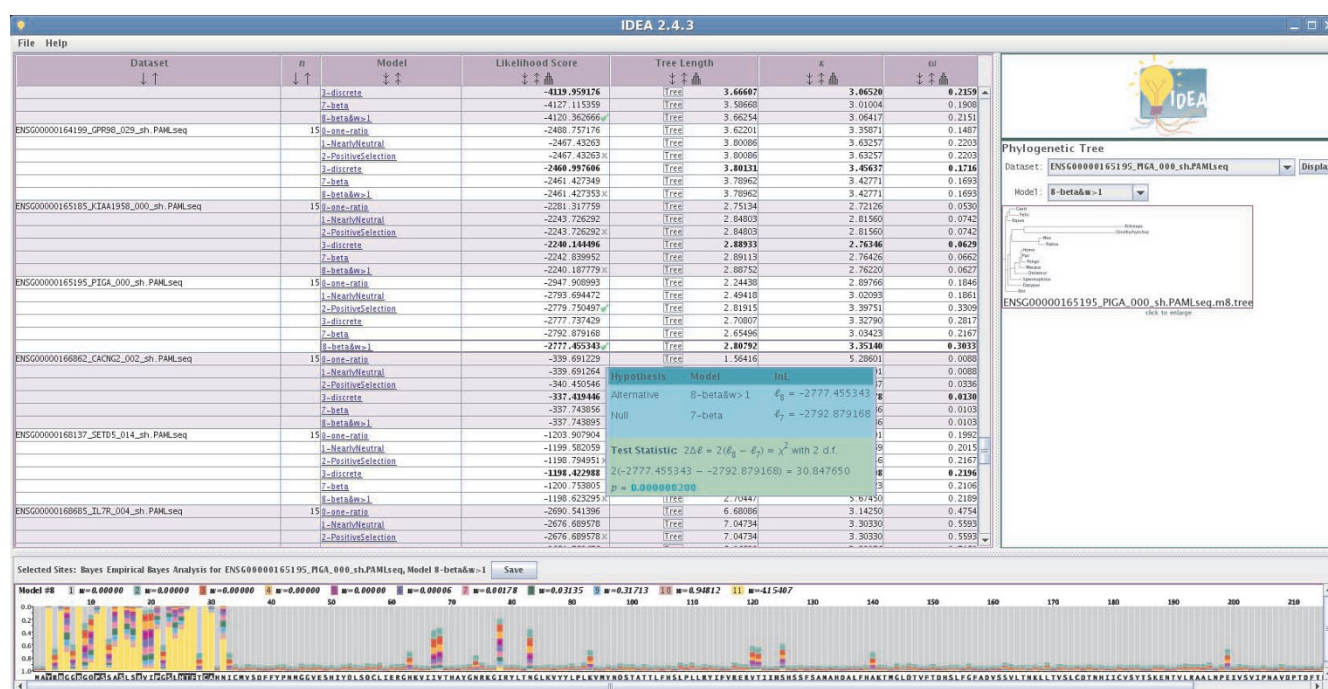 IDEA 2.4.3
File Help
Dataset n Model Likelihood Score Tree Length κ ω
3-discrete -4119.959176 Tree 3.66607 3.06520 0.2159
7-beta -4127.115359 Tree 3.58668 3.01004 0.1908
8-beta&w>1 -4120.362666 Tree 3.66254 3.06417 0.2151
ENSG00000164199_GPR98_029_sh.PAMLseq 15 0-one-ratio -2488.757176 Tree 3.62201 3.35871 0.1487
1-NearlyNeutral -2467.43263 Tree 3.80086 3.63257 0.2203
2-PositiveSelection -2467.43263 Tree 3.80086 3.63257 0.2203
3-discrete -2460.997606 Tree 3.80131 3.45637 0.1716
7-beta -2461.427349 Tree 3.78962 3.42771 0.1693
8-beta&w>1 -2461.427353 Tree 3.78962 3.42771 0.1693
ENSG00000165185_KIAA1958_000_sh.PAMLseq 15 0-one-ratio -2281.317759 Tree 2.75134 2.72126 0.0530
1-NearlyNeutral -2243.726292 Tree 2.84803 2.81560 0.0742
2-PositiveSelection -2243.726292 Tree 2.84803 2.81560 0.0742
3-discrete -2240.144496 Tree 2.88933 2.76346 0.0629
7-beta -2242.839952 Tree 2.89113 2.76426 0.0662
8-beta&w>1 -2240.187779 Tree 2.88752 2.76220 0.0627
ENSG00000165195_PIGA_000_sh.PAMLseq 15 0-one-ratio -2947.908993 Tree 2.24438 2.89766 0.1846
1-NearlyNeutral -2793.694472 Tree 2.49418 3.02093 0.1861
2-PositiveSelection -2779.750497 Tree 2.81915 3.39751 0.3309
3-discrete -2777.737429 Tree 2.70807 3.32790 0.2817
7-beta -2792.879168 Tree 2.65496 3.03423 0.2167
8-beta&w>1 -2777.455343 Tree 2.80792 3.35140 0.3033
ENSG00000166862_CACNG2_002_sh.PAMLseq 15 0-one-ratio -339.691229 Tree 1.56416 5.28601 0.0088
1-NearlyNeutral -339.691264 0.0088
2-PositiveSelection -340.450546 0.0336
3-discrete -337.419446 0.0130
7-beta -337.743856 0.0103
8-beta&w>1 -337.743895 0.0103
ENSG00000168137_SETD5_014_sh.PAMLseq 15 0-one-ratio -1203.907904 0.1992
1-NearlyNeutral -1199.582059 0.2015
2-PositiveSelection -1198.794951 0.2167
3-discrete -1198.422988 0.2196
7-beta -1200.753805 0.2106
8-beta&w>1 -1198.623295 Tree 2.70447 5.67450 0.2189
ENSG00000168685_IL7R_004_sh.PAMLseq 15 0-one-ratio -2690.541396 Tree 6.68086 3.14250 0.4754
1-NearlyNeutral -2676.689578 Tree 7.04734 3.30330 0.5593
2-PositiveSelection -2676.689578 Tree 7.04734 3.30330 0.5593
Hypothesis Model lnL
Alternative 8-beta&w>1 ℓ8 = -2777.455343
Null 7-beta ℓ7 = -2792.879168
Test Statistic: 2Δℓ = 2(ℓ8 − ℓ7) ≈ χ2 with 2 d.f.
2(-2777.455343 − -2792.879168) = 30.847650
p = 0.000000200
IDEA
Phylogenetic Tree
Dataset: ENSG00000165195_PIGA_000_sh.PAMLseq Displa
Model: 8-beta&w>1
ENSG00000165195_PIGA_000_sh.PAMLseq.m8.tree
click to enlarge
Selected Sites: Bayes Empirical Bayes Analysis for ENSG00000165195_PIGA_000_sh.PAMLseq, Model 8-beta&w>1 Save
Model #8 1 w=0.00000 2 w=0.00000 3 w=0.00000 4 w=0.00000 5 w=0.00000 6 w=0.00006 7 w=0.00178 8 w=0.03135 9 w=0.31713 10 w=0.94812 11 w=4.15407
10 20 30 40 50 60 70 80 90 100 110 120 130 140 150 160 170 180 190 200 210
0.0
0.2
0.4
0.6
0.8
1.0